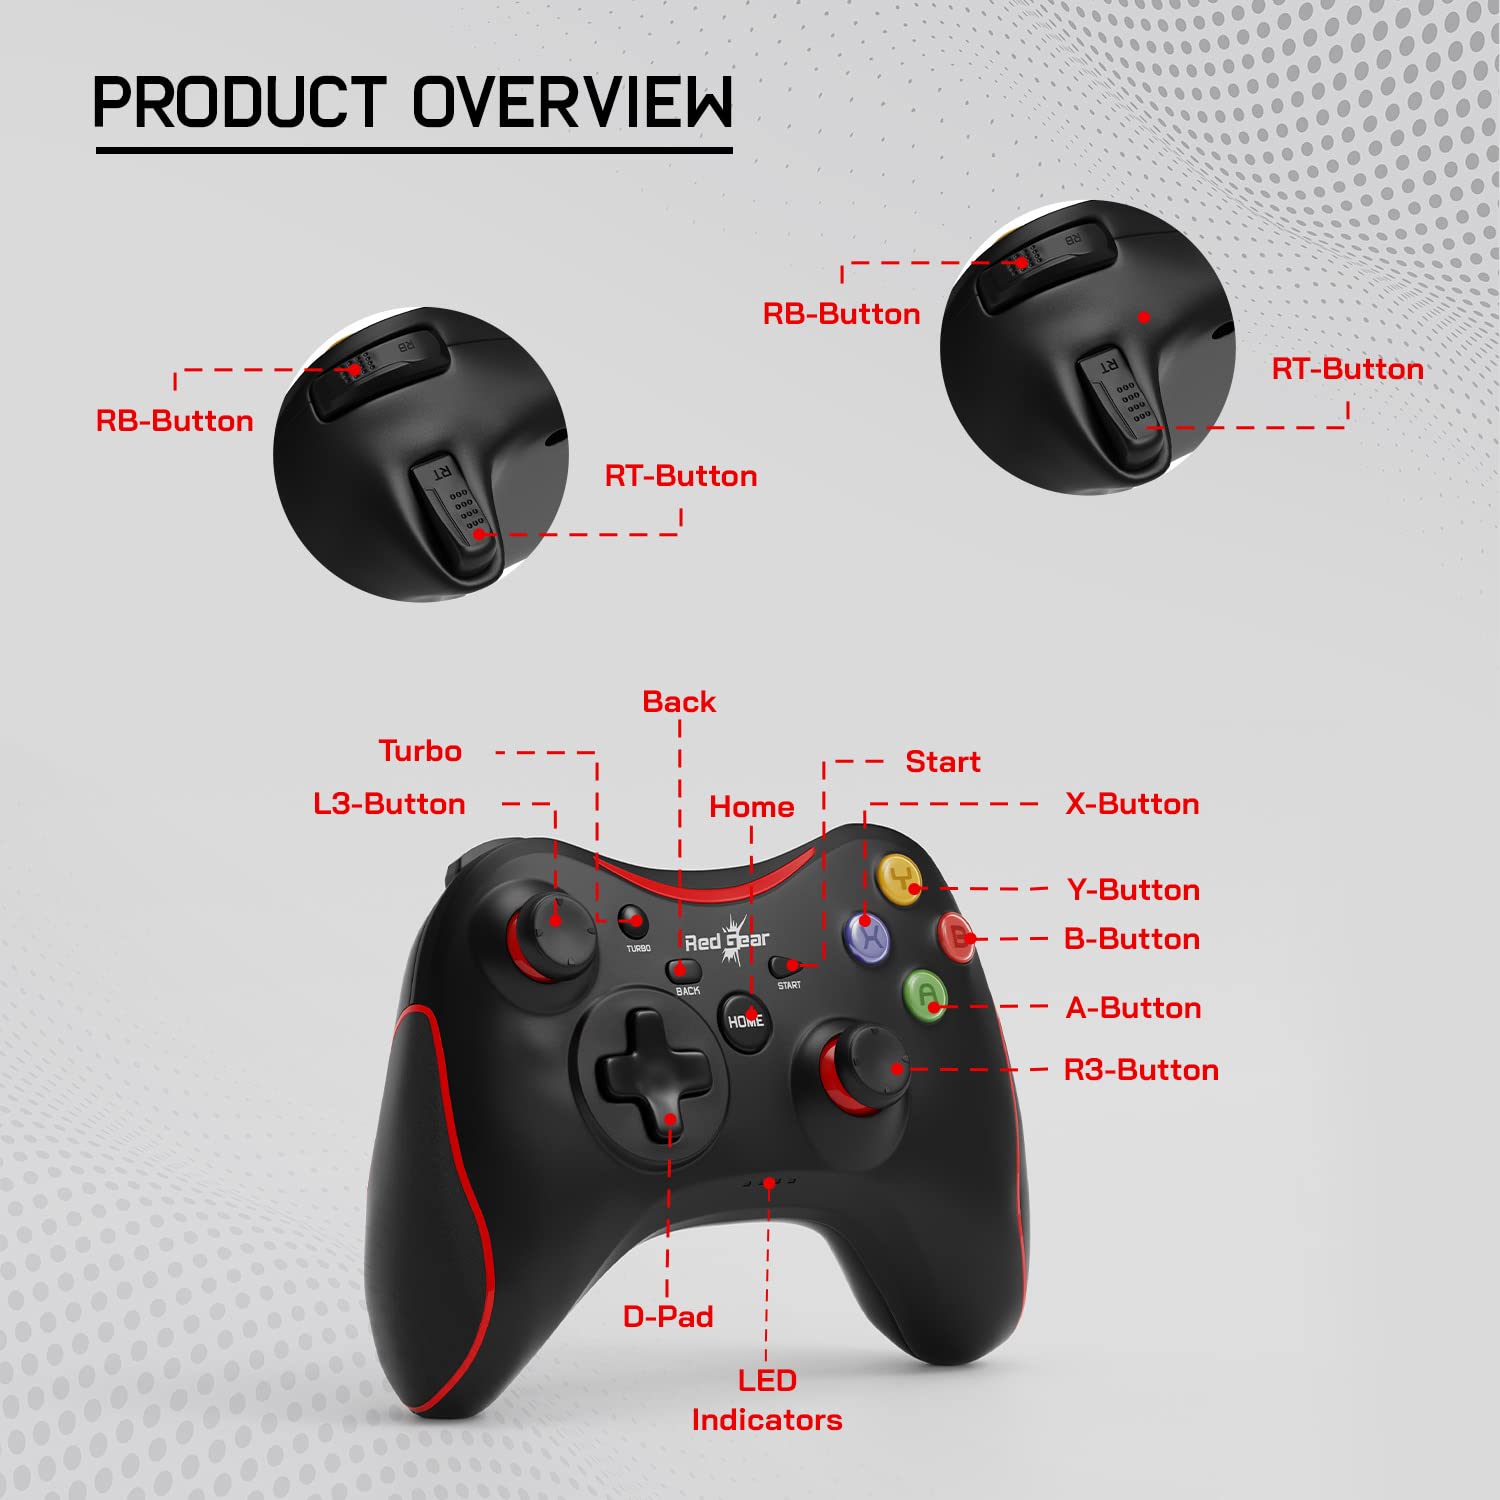 PRODUCT OVERVIEW
RB
RB-Button
RT
RT-Button
RB
RB-Button
RT
RT-Button
Back
Turbo
Start
L3-Button
Home
X-Button
Y
Y-Button
TURBO
Red Gear
X
B
B-Button
BACK
START
A
A-Button
HOME
R3-Button
D-Pad
LED
Indicators